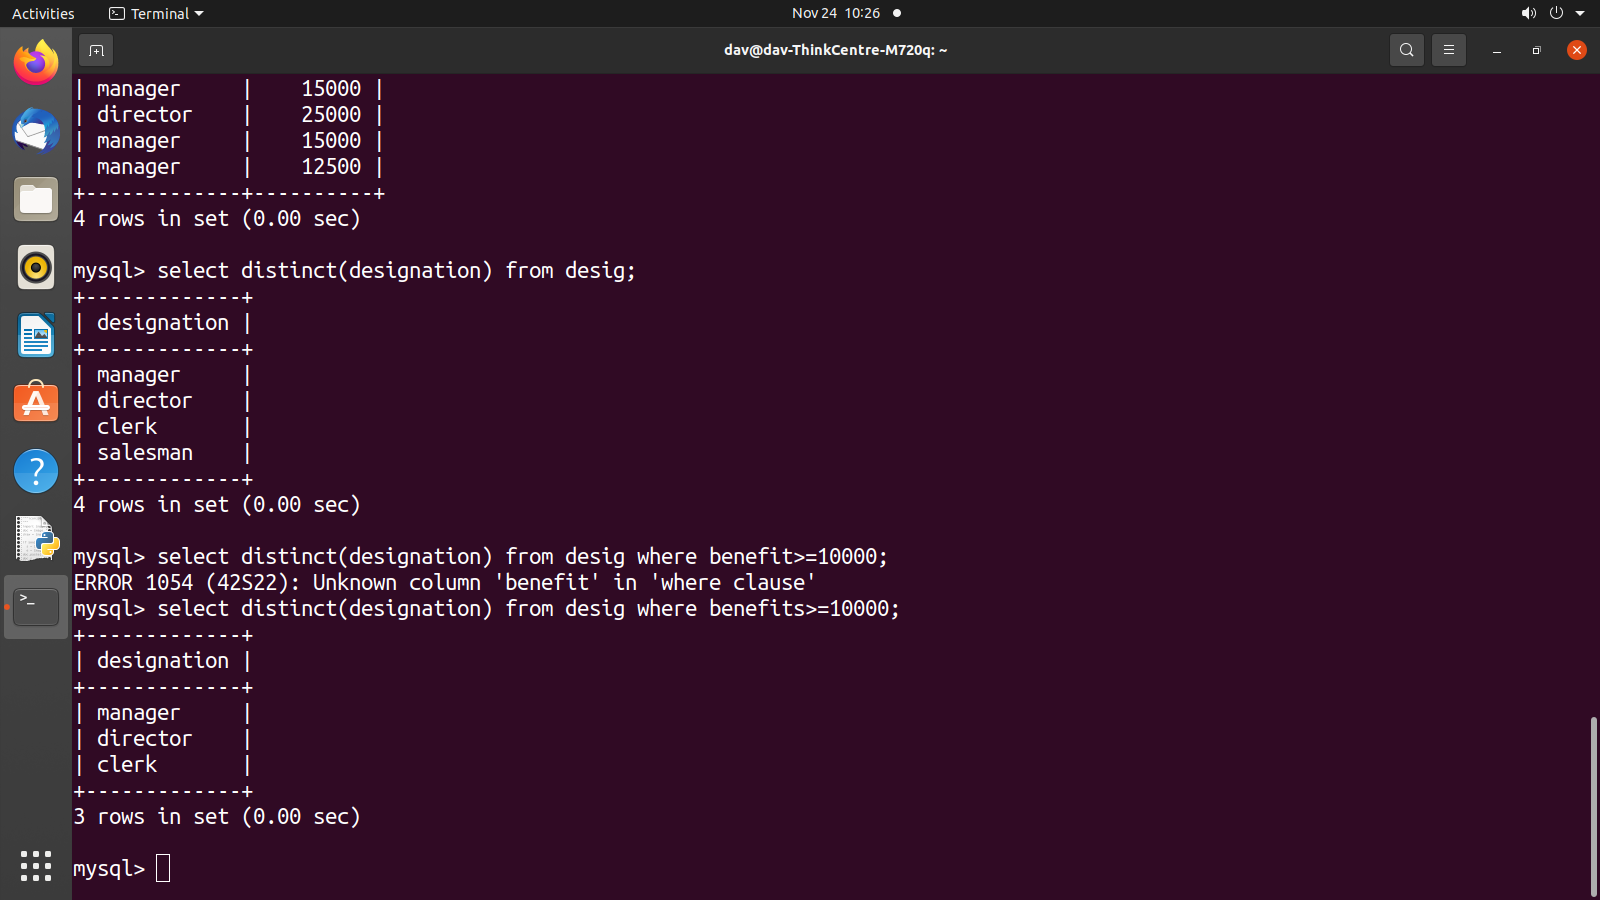 Activities Terminal Nov 24 10:26
dav@dav-ThinkCentre-M720q: ~
| manager     |    15000 |
| director    |    25000 |
| manager     |    15000 |
| manager     |    12500 |
+-------------+----------+
4 rows in set (0.00 sec)

mysql> select distinct(designation) from desig;
+-------------+
| designation |
+-------------+
| manager     |
| director    |
| clerk       |
| salesman    |
+-------------+
4 rows in set (0.00 sec)

mysql> select distinct(designation) from desig where benefit>=10000;
ERROR 1054 (42S22): Unknown column 'benefit' in 'where clause'
mysql> select distinct(designation) from desig where benefits>=10000;
+-------------+
| designation |
+-------------+
| manager     |
| director    |
| clerk       |
+-------------+
3 rows in set (0.00 sec)

mysql>